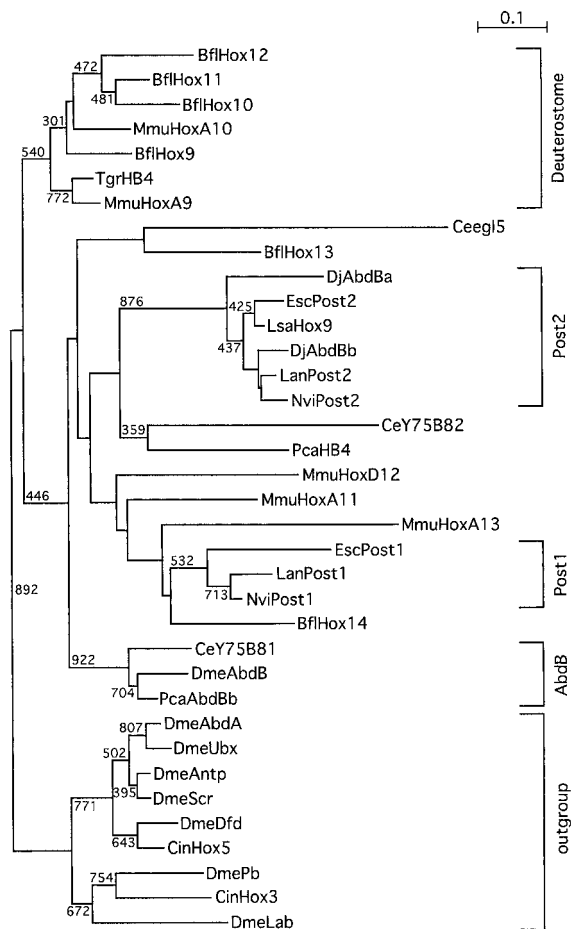 0.1
472
BflHox12
BflHox11
481
BflHox10
301
MmuHoxA10
540
BflHox9
TgrHB4
772
MmuHoxA9
Deuterostome
Ceegl5
BflHox13
876
DjAbdBa
425
EscPost2
LsaHox9
437
DjAbdBb
LanPost2
NviPost2
Post2
359
CeY75B82
PcaHB4
446
MmuHoxD12
MmuHoxA11
MmuHoxA13
532
EscPost1
LanPost1
713
NviPost1
Post1
892
BflHox14
922
CeY75B81
DmeAbdB
704
PcaAbdBb
AbdB
807
DmeAbdA
DmeUbx
502
DmeAntp
395
DmeScr
771
DmeDfd
643
CinHox5
754
DmePb
CinHox3
672
DmeLab
outgroup